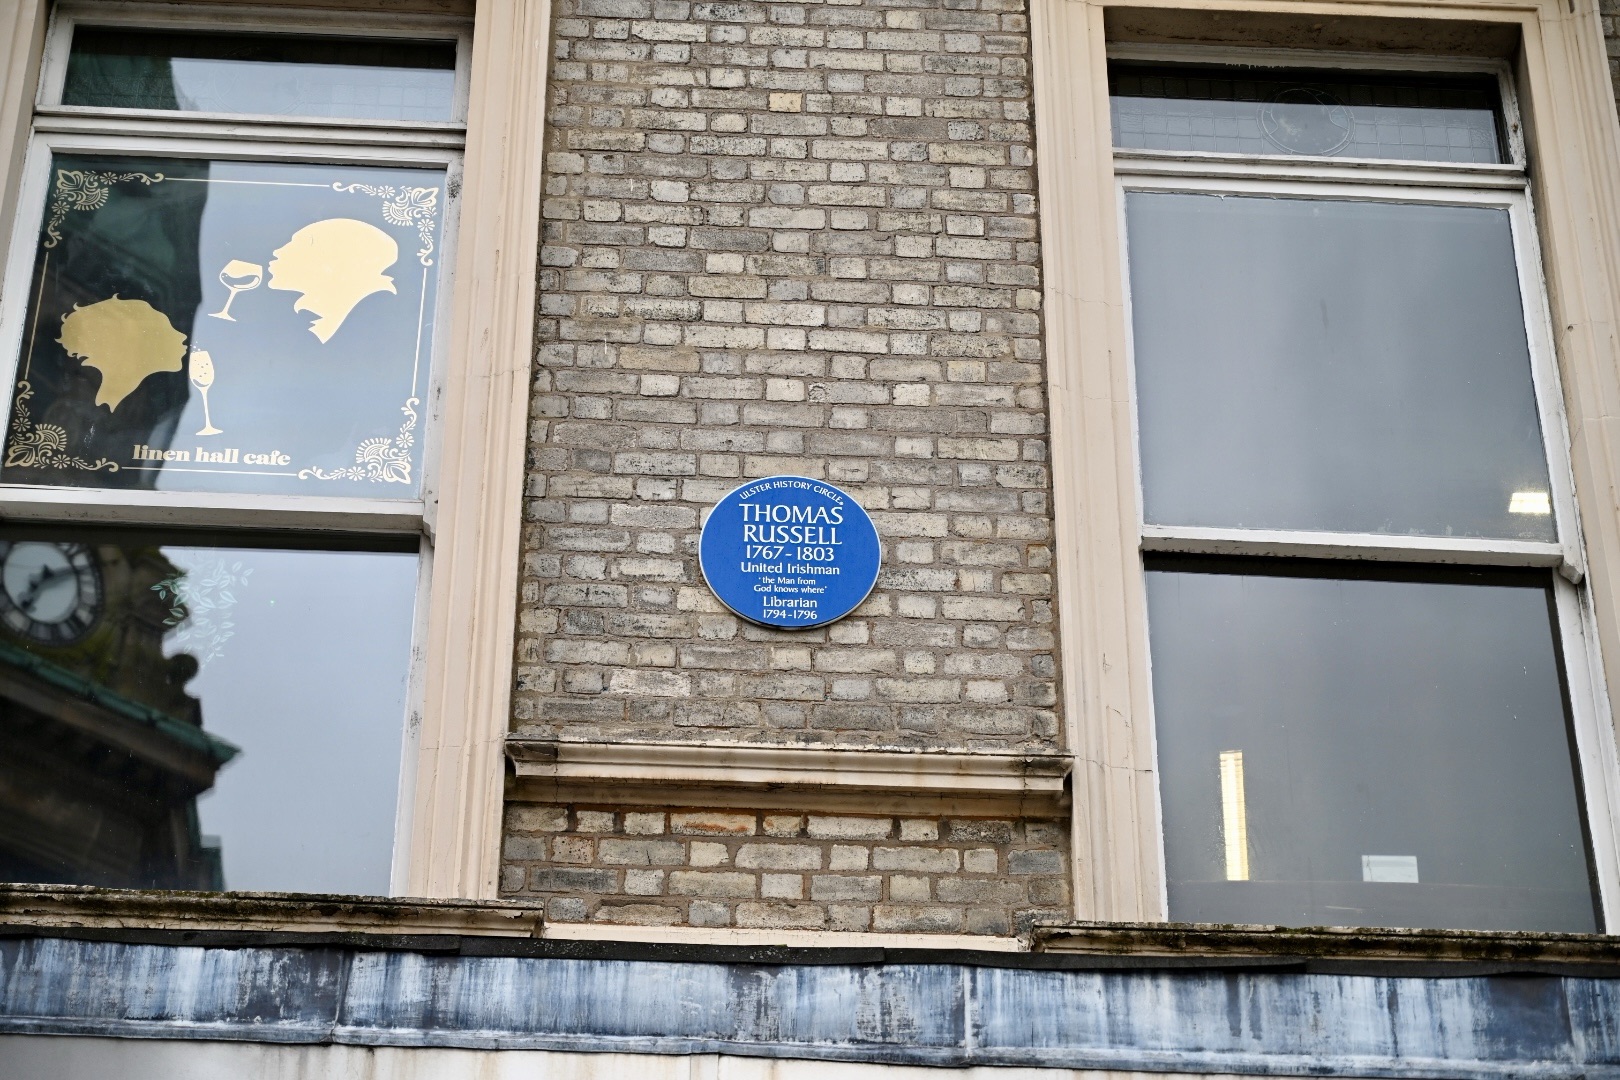 linen hall cafe
ULSTER HISTORY CIRCLE
THOMAS
RUSSELL
1767-1803
United Irishman
'the Man from
God knows where'
Librarian
1794-1796